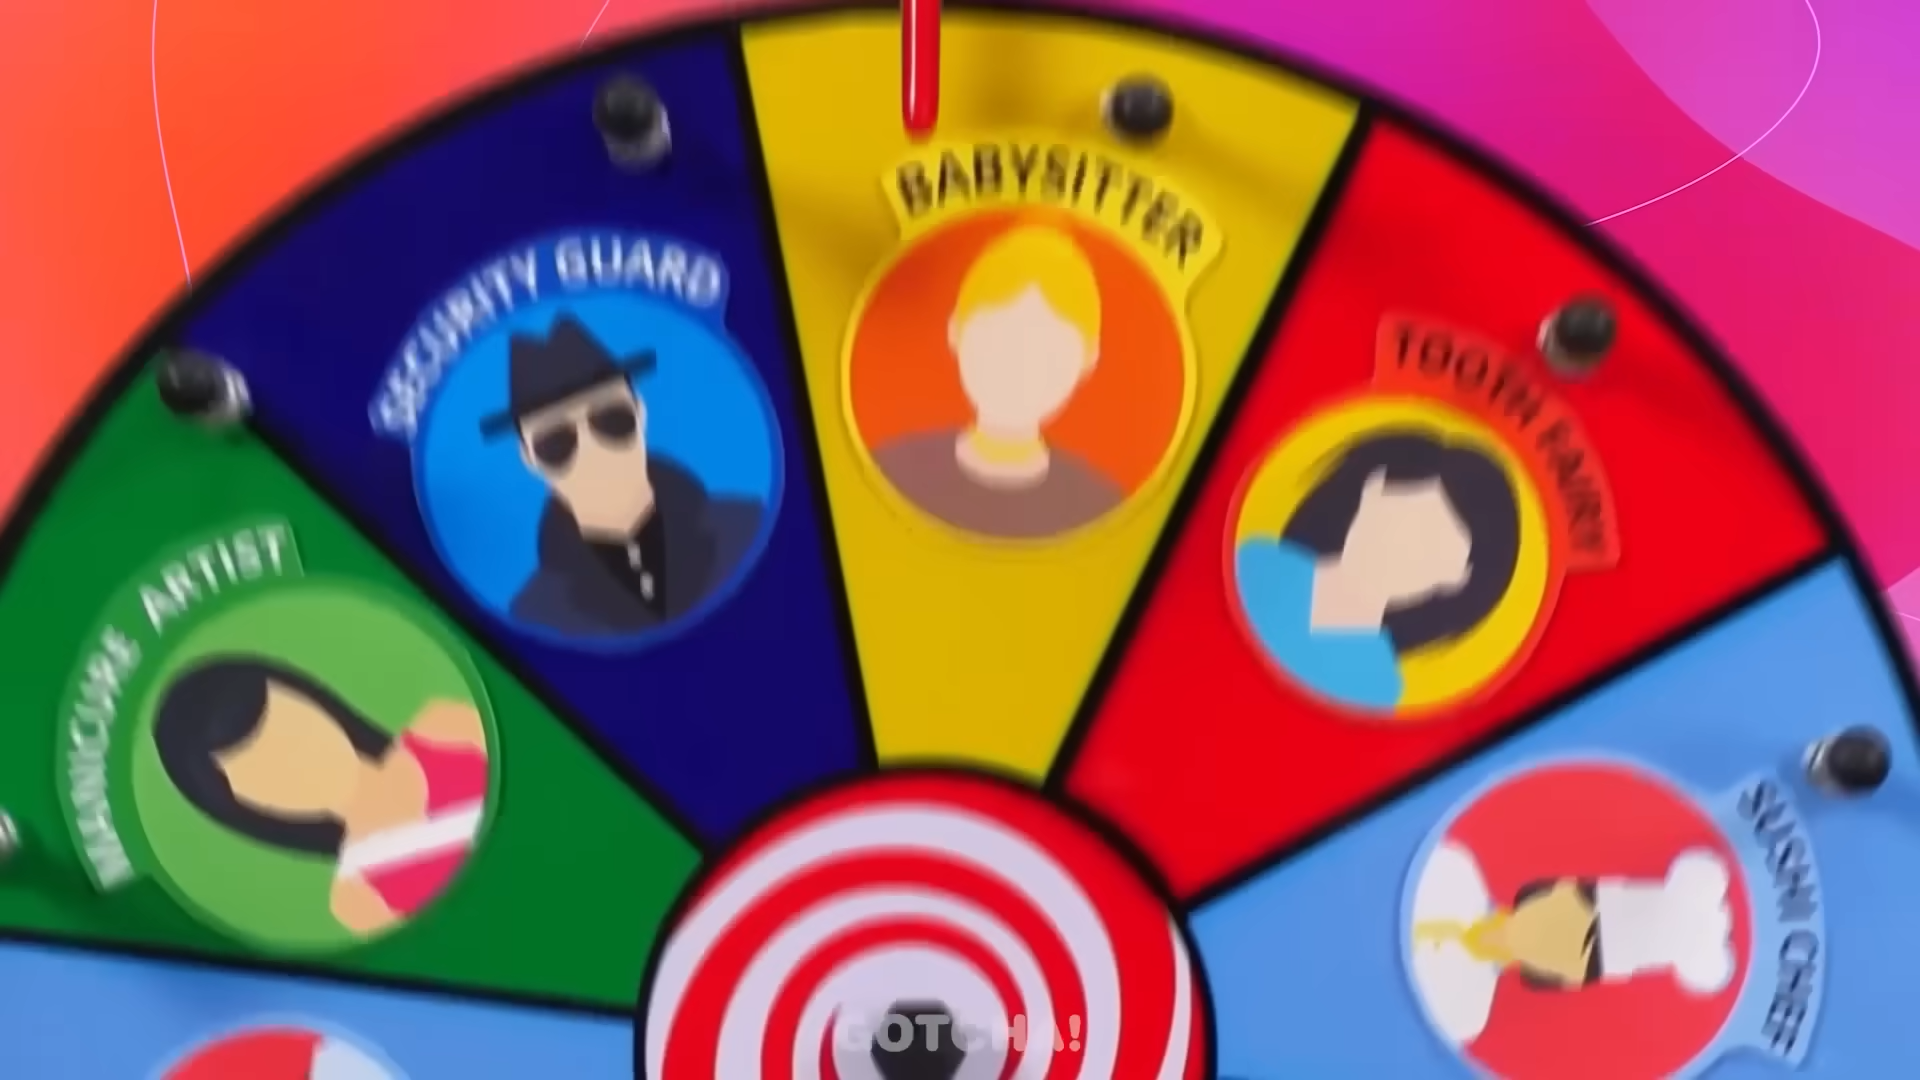 BABYSITTER
SECURITY GUARD
TOOTH FAIRY
MANICURE ARTIST
SUSHI CHEF
GOTCHA!